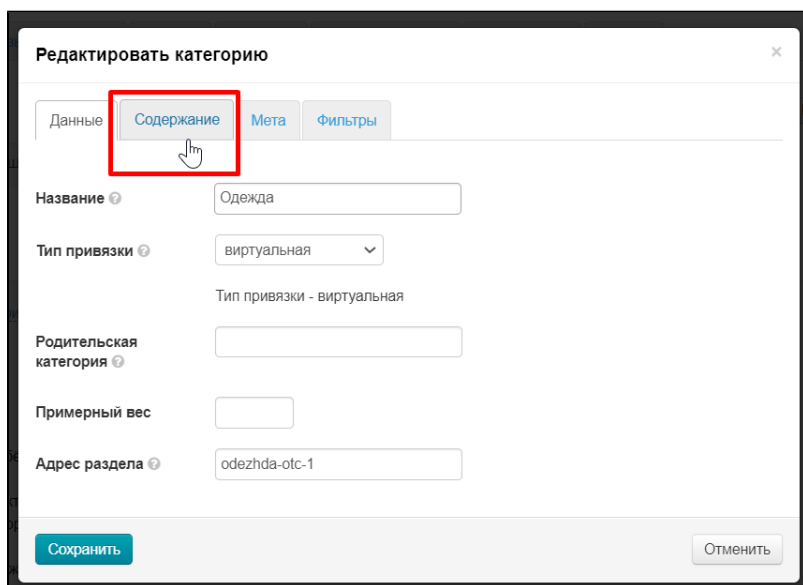 Редактировать категорию
×
Данные Содержание Мета Фильтры
Название ?
Одежда
Тип привязки ?
виртуальная
Тип привязки - виртуальная
Родительская
категория ?
Примерный вес
Адрес раздела ?
odezhda-otc-1
Сохранить
Отменить